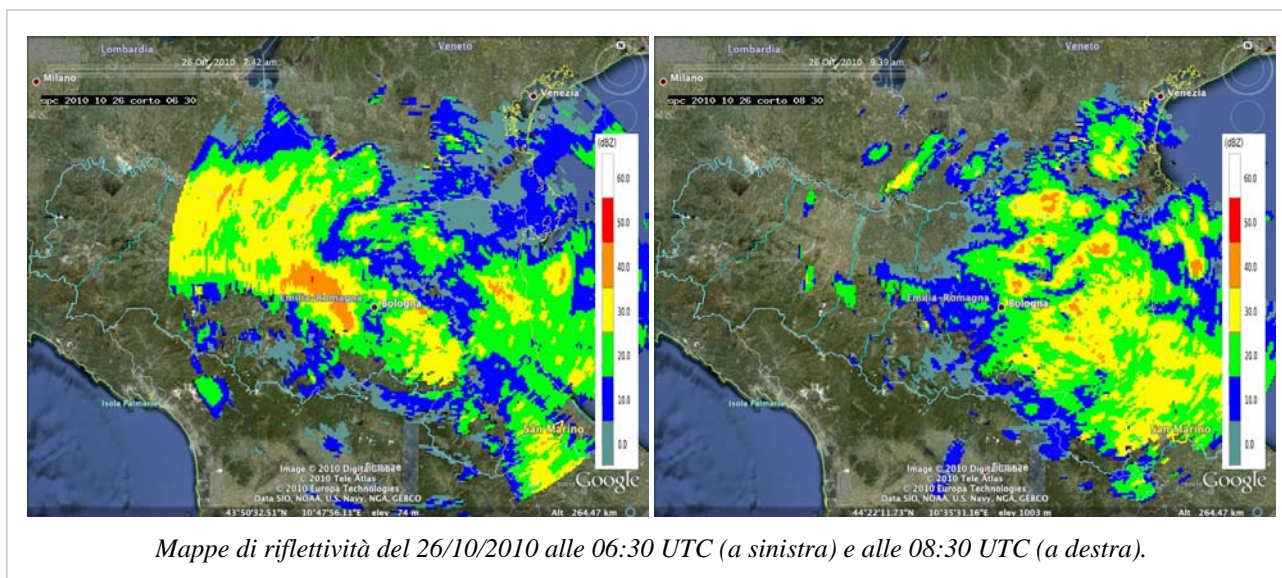 Lombardia
Veneto
26 Ott 2010 7:42 am
Milano
Venezia
spc 2010 10 26 corto 06 30
(dBZ)
60.0
50.0
40.0
30.0
20.0
10.0
0.0
Emilia-Romagna
Bologna
Isola Palmaria
San Marino
Image © 2010 DigitalGlobe
© 2010 Tele Atlas
© 2010 Europa Technologies
Data SIO, NOAA, U.S. Navy, NGA, GEBCO
Google
43°50'32.51"N 10°47'56.11"E elev 74 m
Alt 264.47 km
Lombardia
Veneto
26 Ott 2010 9:39 am
Milano
Venezia
spc 2010 10 26 corto 08 30
(dBZ)
60.0
50.0
40.0
30.0
20.0
10.0
0.0
Emilia-Romagna
Bologna
Isola Palmaria
San Marino
Image © 2010 DigitalGlobe
© 2010 Tele Atlas
© 2010 Europa Technologies
Data SIO, NOAA, U.S. Navy, NGA, GEBCO
Google
44°22'11.73"N 10°35'31.16"E elev 1003 m
Alt 264.47 km
Mappe di riflettività del 26/10/2010 alle 06:30 UTC (a sinistra) e alle 08:30 UTC (a destra).